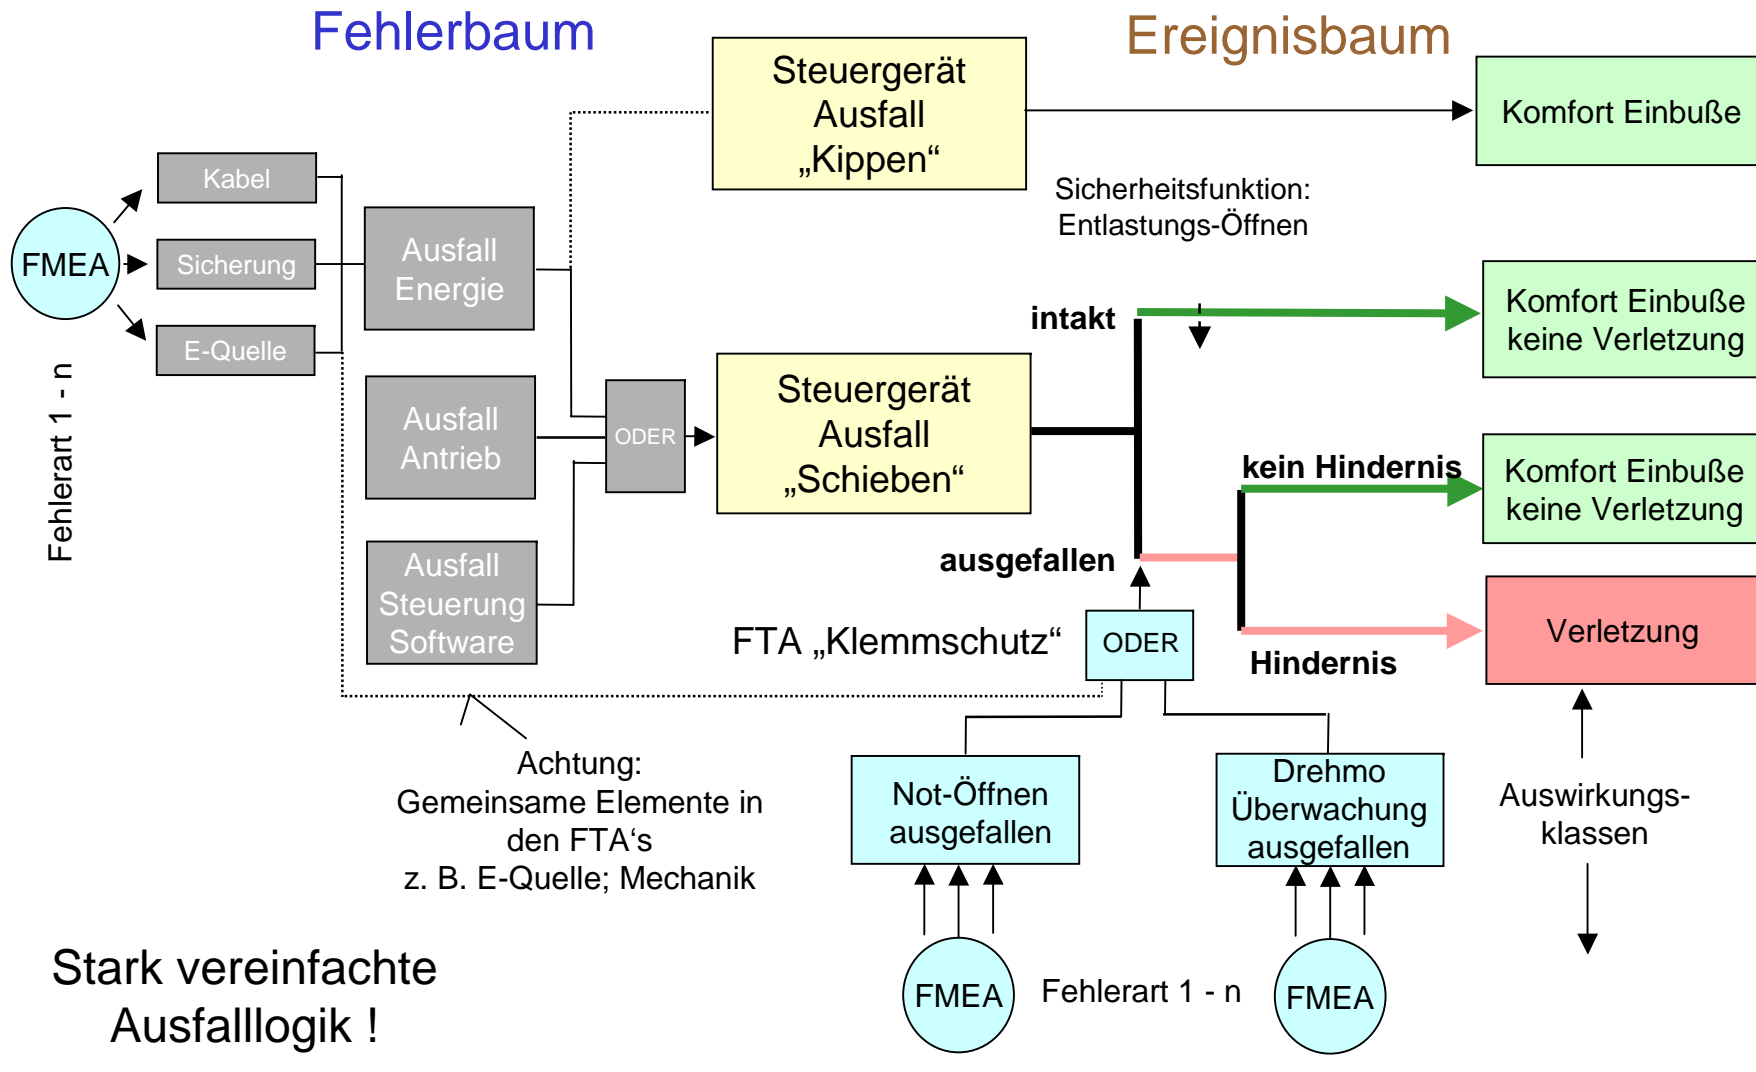 Fehlerbaum
Ereignisbaum
Steuergerät
Ausfall
„Kippen“
Komfort Einbuße
Kabel
Sicherung
E-Quelle
FMEA
Fehlerart 1 - n
Ausfall
Energie
Ausfall
Antrieb
Ausfall
Steuerung
Software
ODER
Steuergerät
Ausfall
„Schieben“
Sicherheitsfunktion:
Entlastungs-Öffnen
intakt
Komfort Einbuße
keine Verletzung
kein Hindernis
Komfort Einbuße
keine Verletzung
ausgefallen
FTA „Klemmschutz“
ODER
Hindernis
Verletzung
Achtung:
Gemeinsame Elemente in
den FTA‘s
z. B. E-Quelle; Mechanik
Not-Öffnen
ausgefallen
Drehmo
Überwachung
ausgefallen
Auswirkungs-
klassen
FMEA
Fehlerart 1 - n
FMEA
Stark vereinfachte
Ausfalllogik !